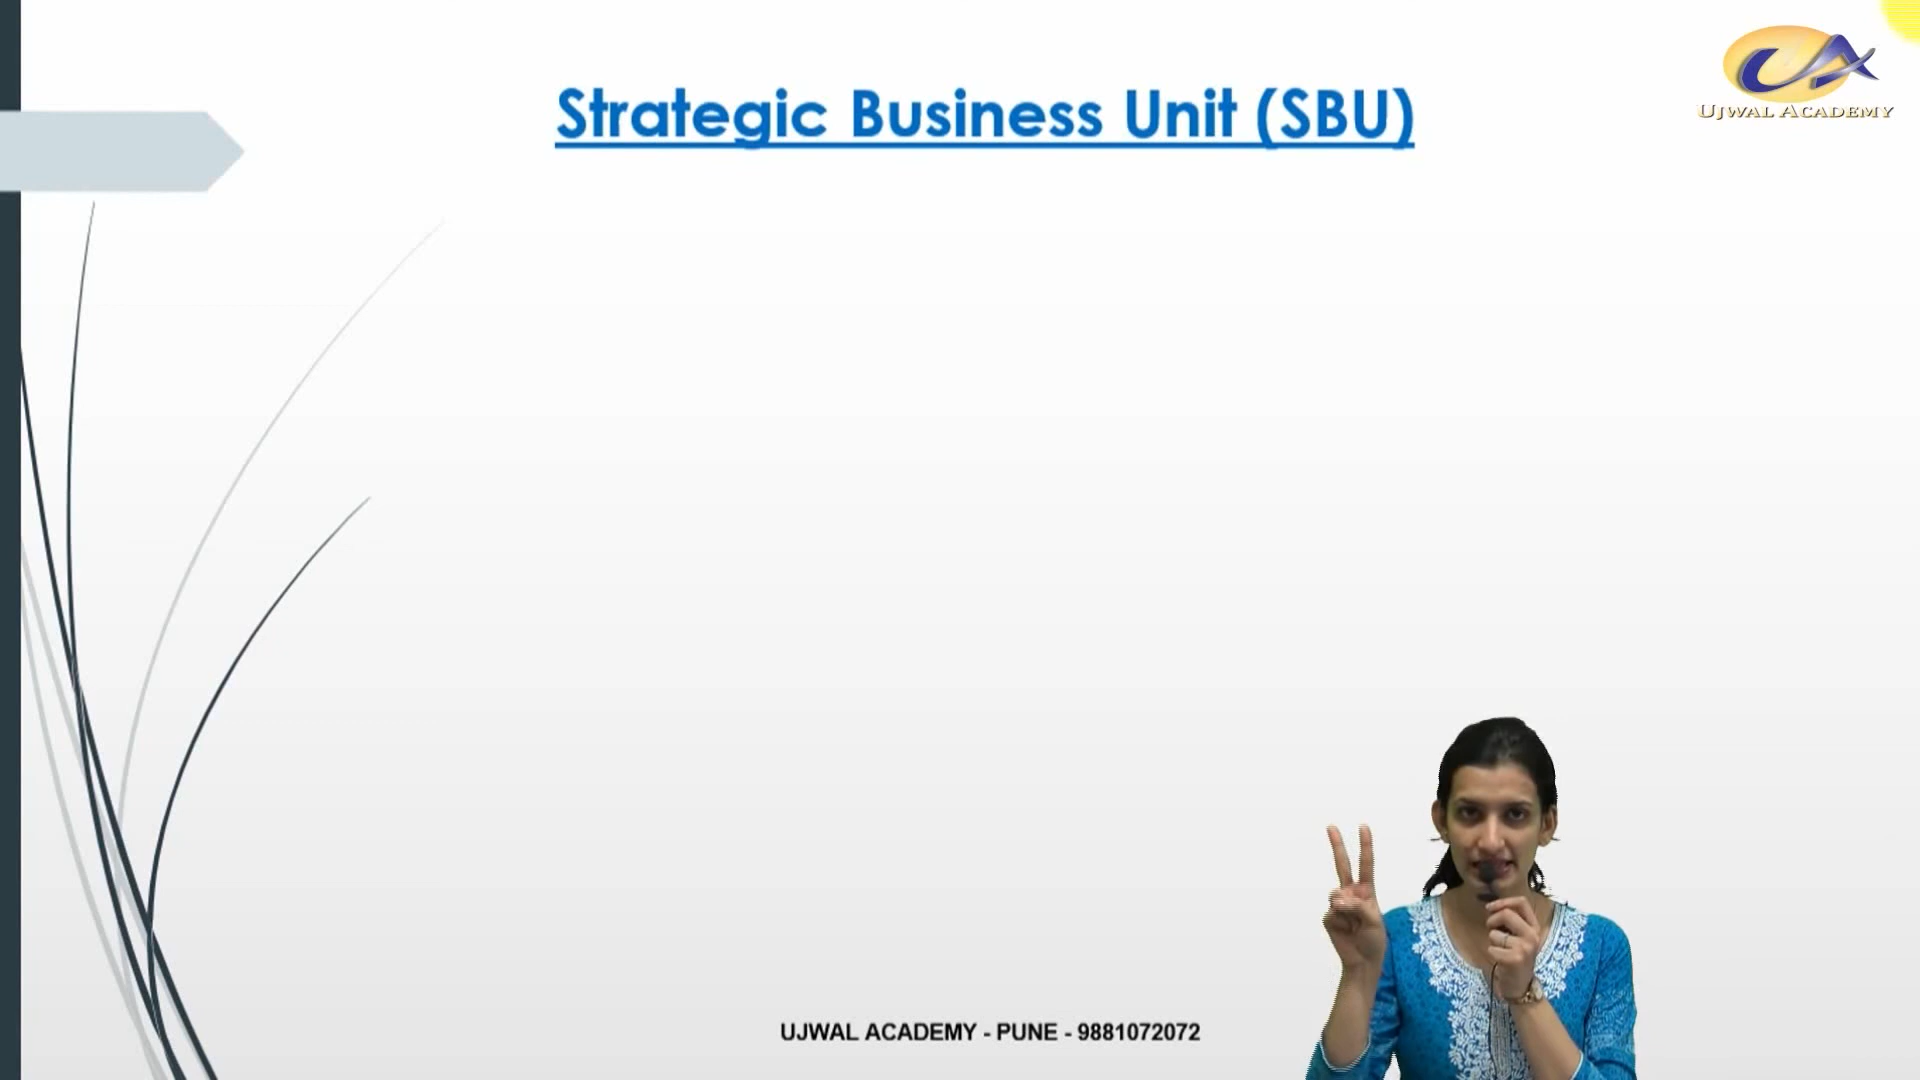 Strategic Business Unit (SBU)
UJWAL ACADEMY
UJWAL ACADEMY - PUNE - 9881072072